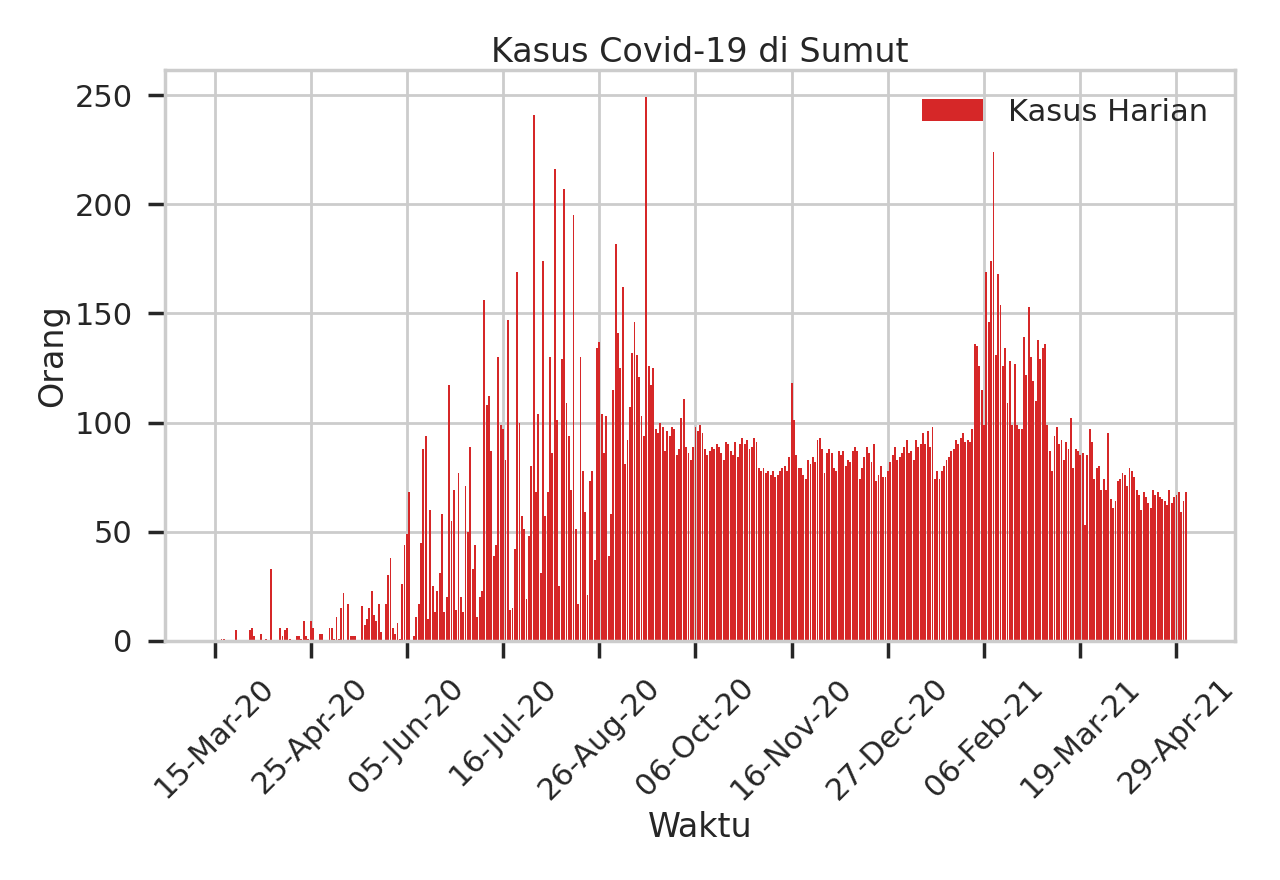 Kasus Covid-19 di Sumut
Kasus Harian
Orang
250
200
150
100
50
0
15-Mar-20
25-Apr-20
05-Jun-20
16-Jul-20
26-Aug-20
06-Oct-20
16-Nov-20
27-Dec-20
06-Feb-21
19-Mar-21
29-Apr-21
Waktu